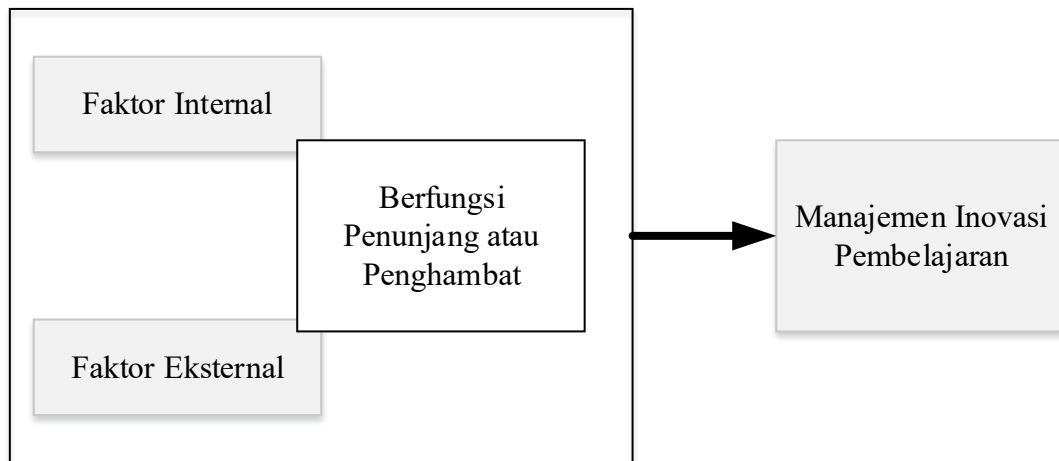 Faktor Internal
Berfungsi
Penunjang atau
Penghambat
Faktor Eksternal
Manajemen Inovasi
Pembelajaran